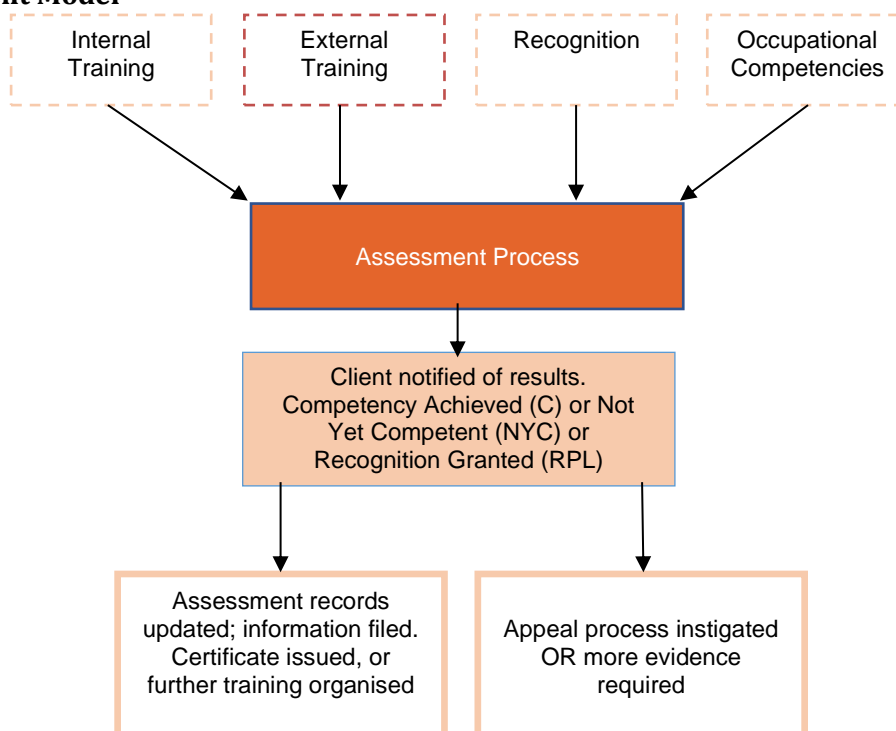 nt Model
Internal
Training
External
Training
Recognition
Occupational
Competencies
Assessment Process
Client notified of results.
Competency Achieved (C) or Not
Yet Competent (NYC) or
Recognition Granted (RPL)
Assessment records
updated; information filed.
Certificate issued, or
further training organised
Appeal process instigated
OR more evidence
required